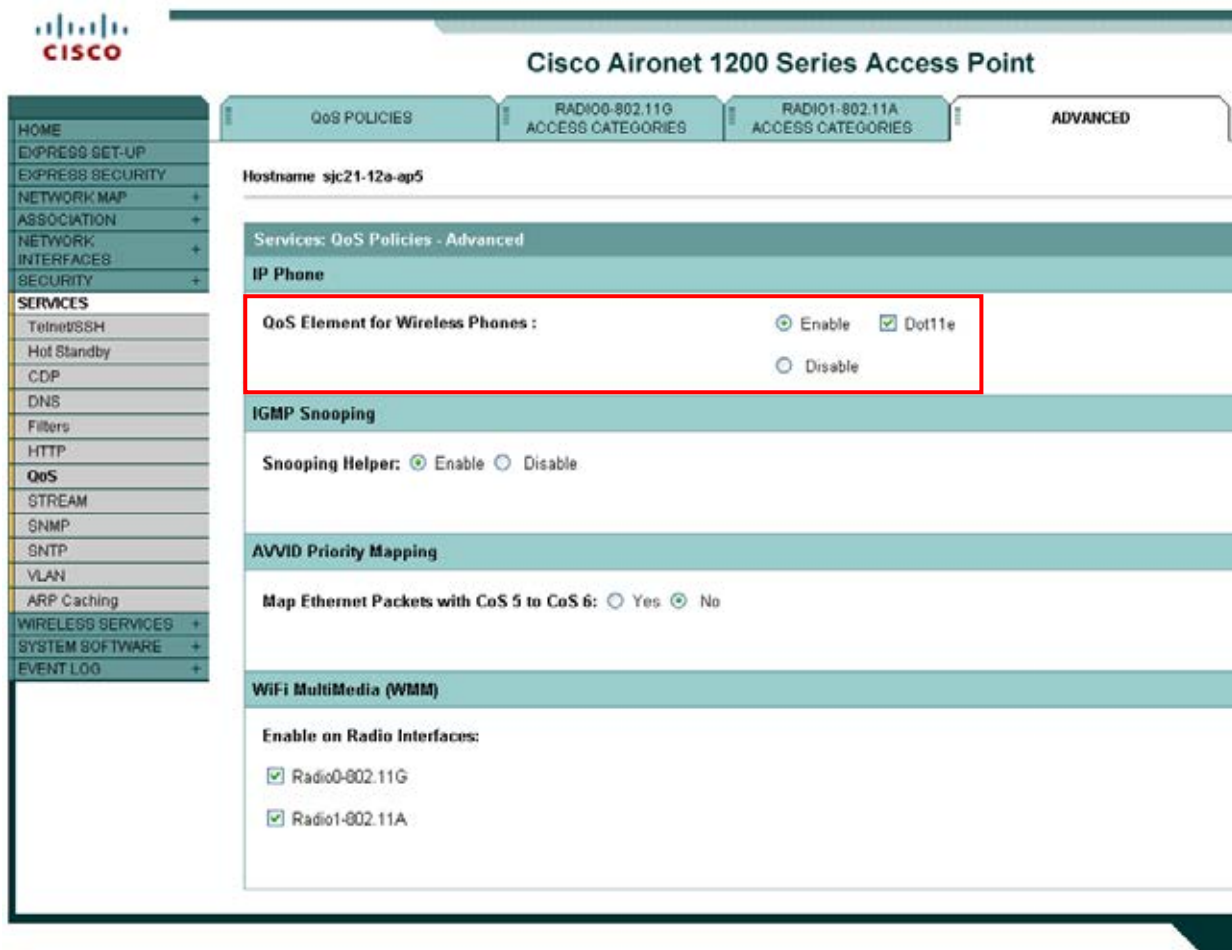 CISCO
Cisco Aironet 1200 Series Access Point
QoS POLICIES
RADIO0-802.11G
ACCESS CATEGORIES
RADIO1-802.11A
ACCESS CATEGORIES
ADVANCED
HOME
EXPRESS SET-UP
EXPRESS SECURITY
NETWORK MAP +
ASSOCIATION +
NETWORK
INTERFACES +
SECURITY +
SERVICES
Telnet/SSH
Hot Standby
CDP
DNS
Filters
HTTP
QoS
STREAM
SNMP
SNTP
VLAN
ARP Caching
WIRELESS SERVICES +
SYSTEM SOFTWARE +
EVENT LOG +
Hostname sjc21-12a-ap5
Services: QoS Policies - Advanced
IP Phone
QoS Element for Wireless Phones : Enable Dot11e
Disable
IGMP Snooping
Snooping Helper: Enable Disable
AVVID Priority Mapping
Map Ethernet Packets with CoS 5 to CoS 6: Yes No
WiFi MultiMedia (WMM)
Enable on Radio Interfaces:
Radio0-802.11G
Radio1-802.11A